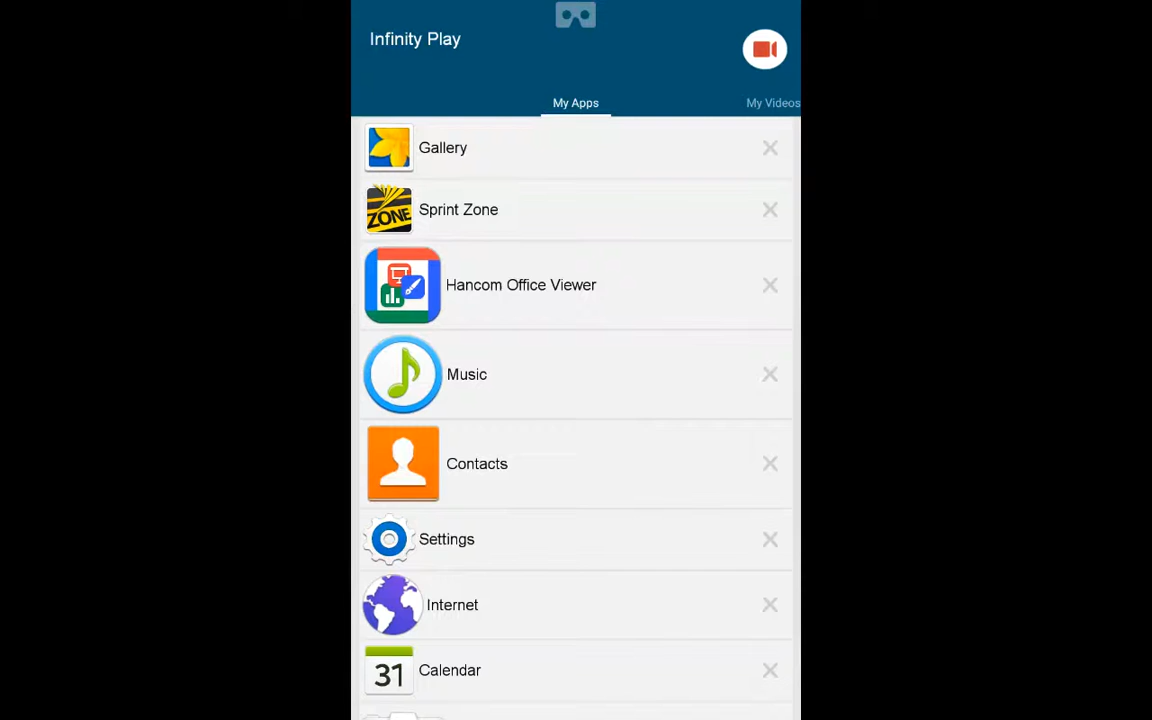 Infinity Play
My Apps
My Videos
Gallery
ZONE
Sprint Zone
Hancom Office Viewer
Music
Contacts
Settings
Internet
31
Calendar